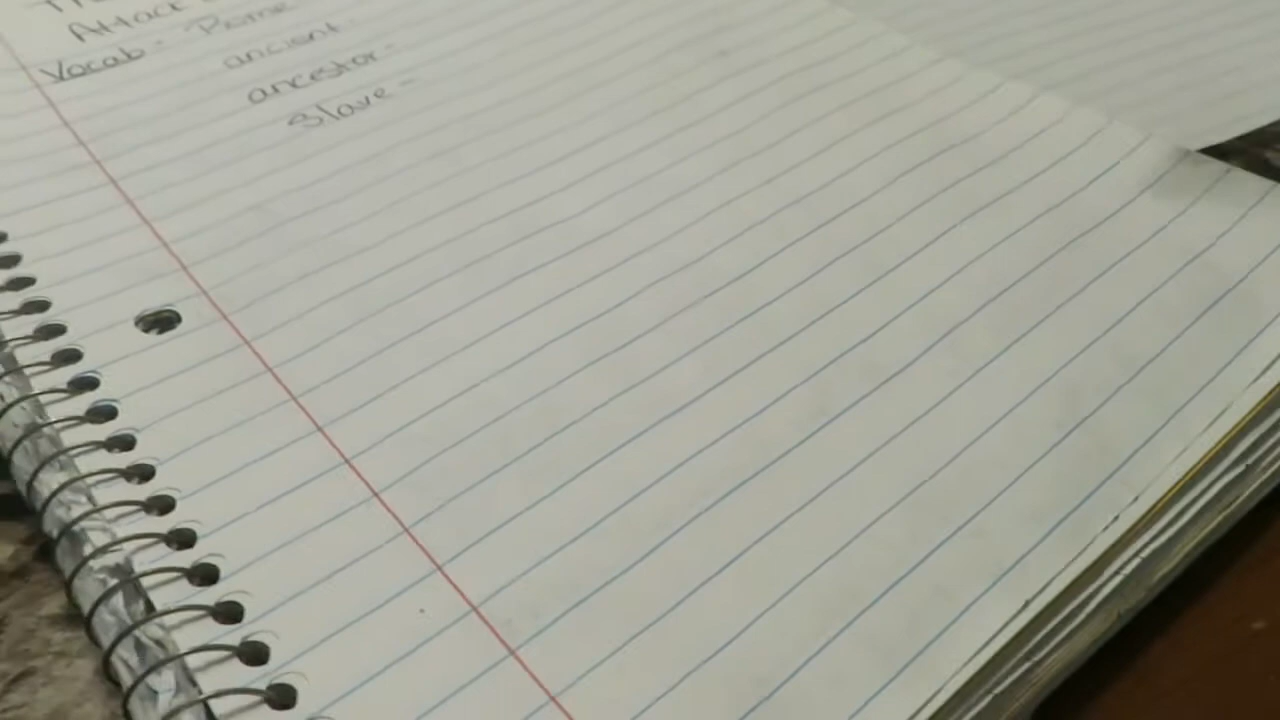 Attack
Vocab - Rome
ancient -
ancestor -
Slave -